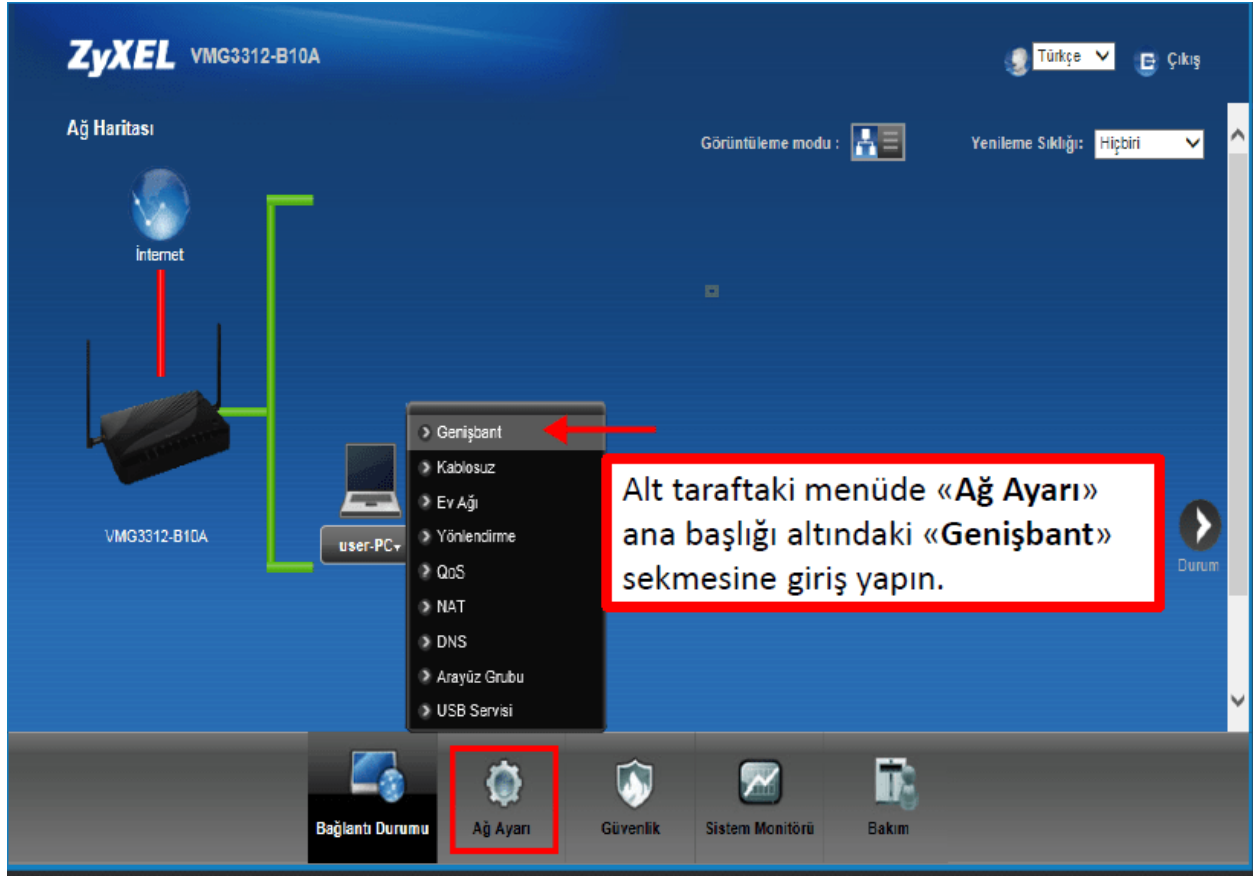 ZyXEL VMG3312-B10A
Türkçe
Çıkış
Ağ Haritası
Görüntüleme modu :
Yenileme Sıklığı: Hiçbiri
İnternet
VMG3312-B10A
user-PC
Genişbant
Kablosuz
Ev Ağı
Yönlendirme
QoS
NAT
DNS
Arayüz Grubu
USB Servisi
Alt taraftaki menüde «Ağ Ayarı»
ana başlığı altındaki «Genişbant»
sekmesine giriş yapın.
Durum
Bağlantı Durumu
Ağ Ayarı
Güvenlik
Sistem Monitörü
Bakım